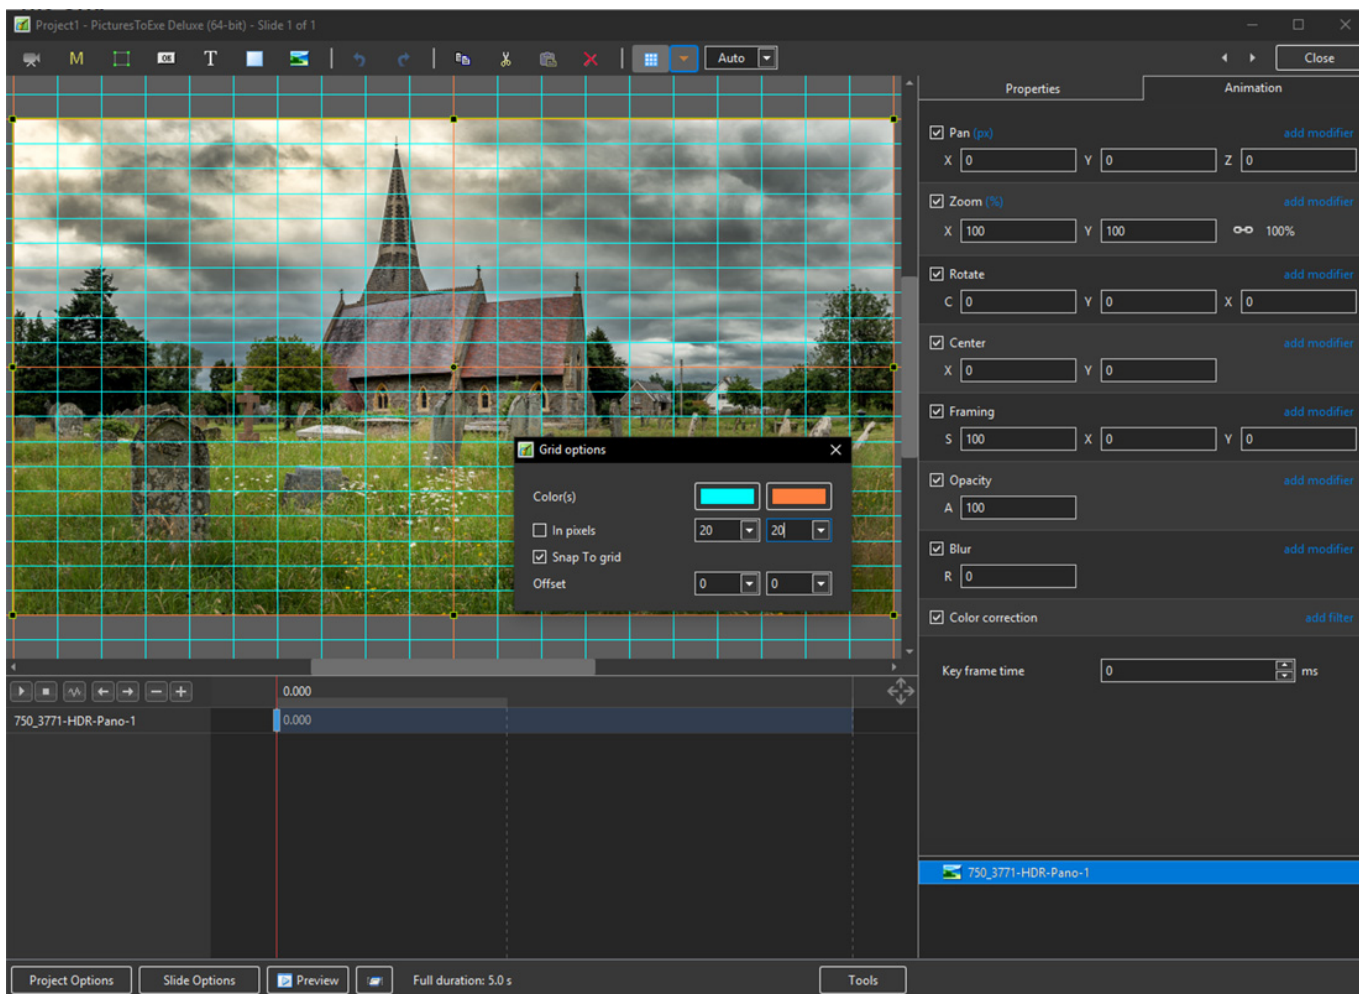 Project1 - PicturesToExe Deluxe (64-bit) - Slide 1 of 1
M OK T Auto Close
Properties Animation
Pan (px) add modifier
X 0 Y 0 Z 0
Zoom (%) add modifier
X 100 Y 100 100%
Rotate add modifier
C 0 Y 0 X 0
Center add modifier
X 0 Y 0
Framing add modifier
S 100 X 0 Y 0
Opacity add modifier
A 100
Blur add modifier
R 0
Color correction add filter
Key frame time 0 ms
Grid options
Color(s)
In pixels 20 20
Snap To grid
Offset 0 0
0.000
750_3771-HDR-Pano-1 0.000
750_3771-HDR-Pano-1
Project Options Slide Options Preview Full duration: 5.0 s Tools